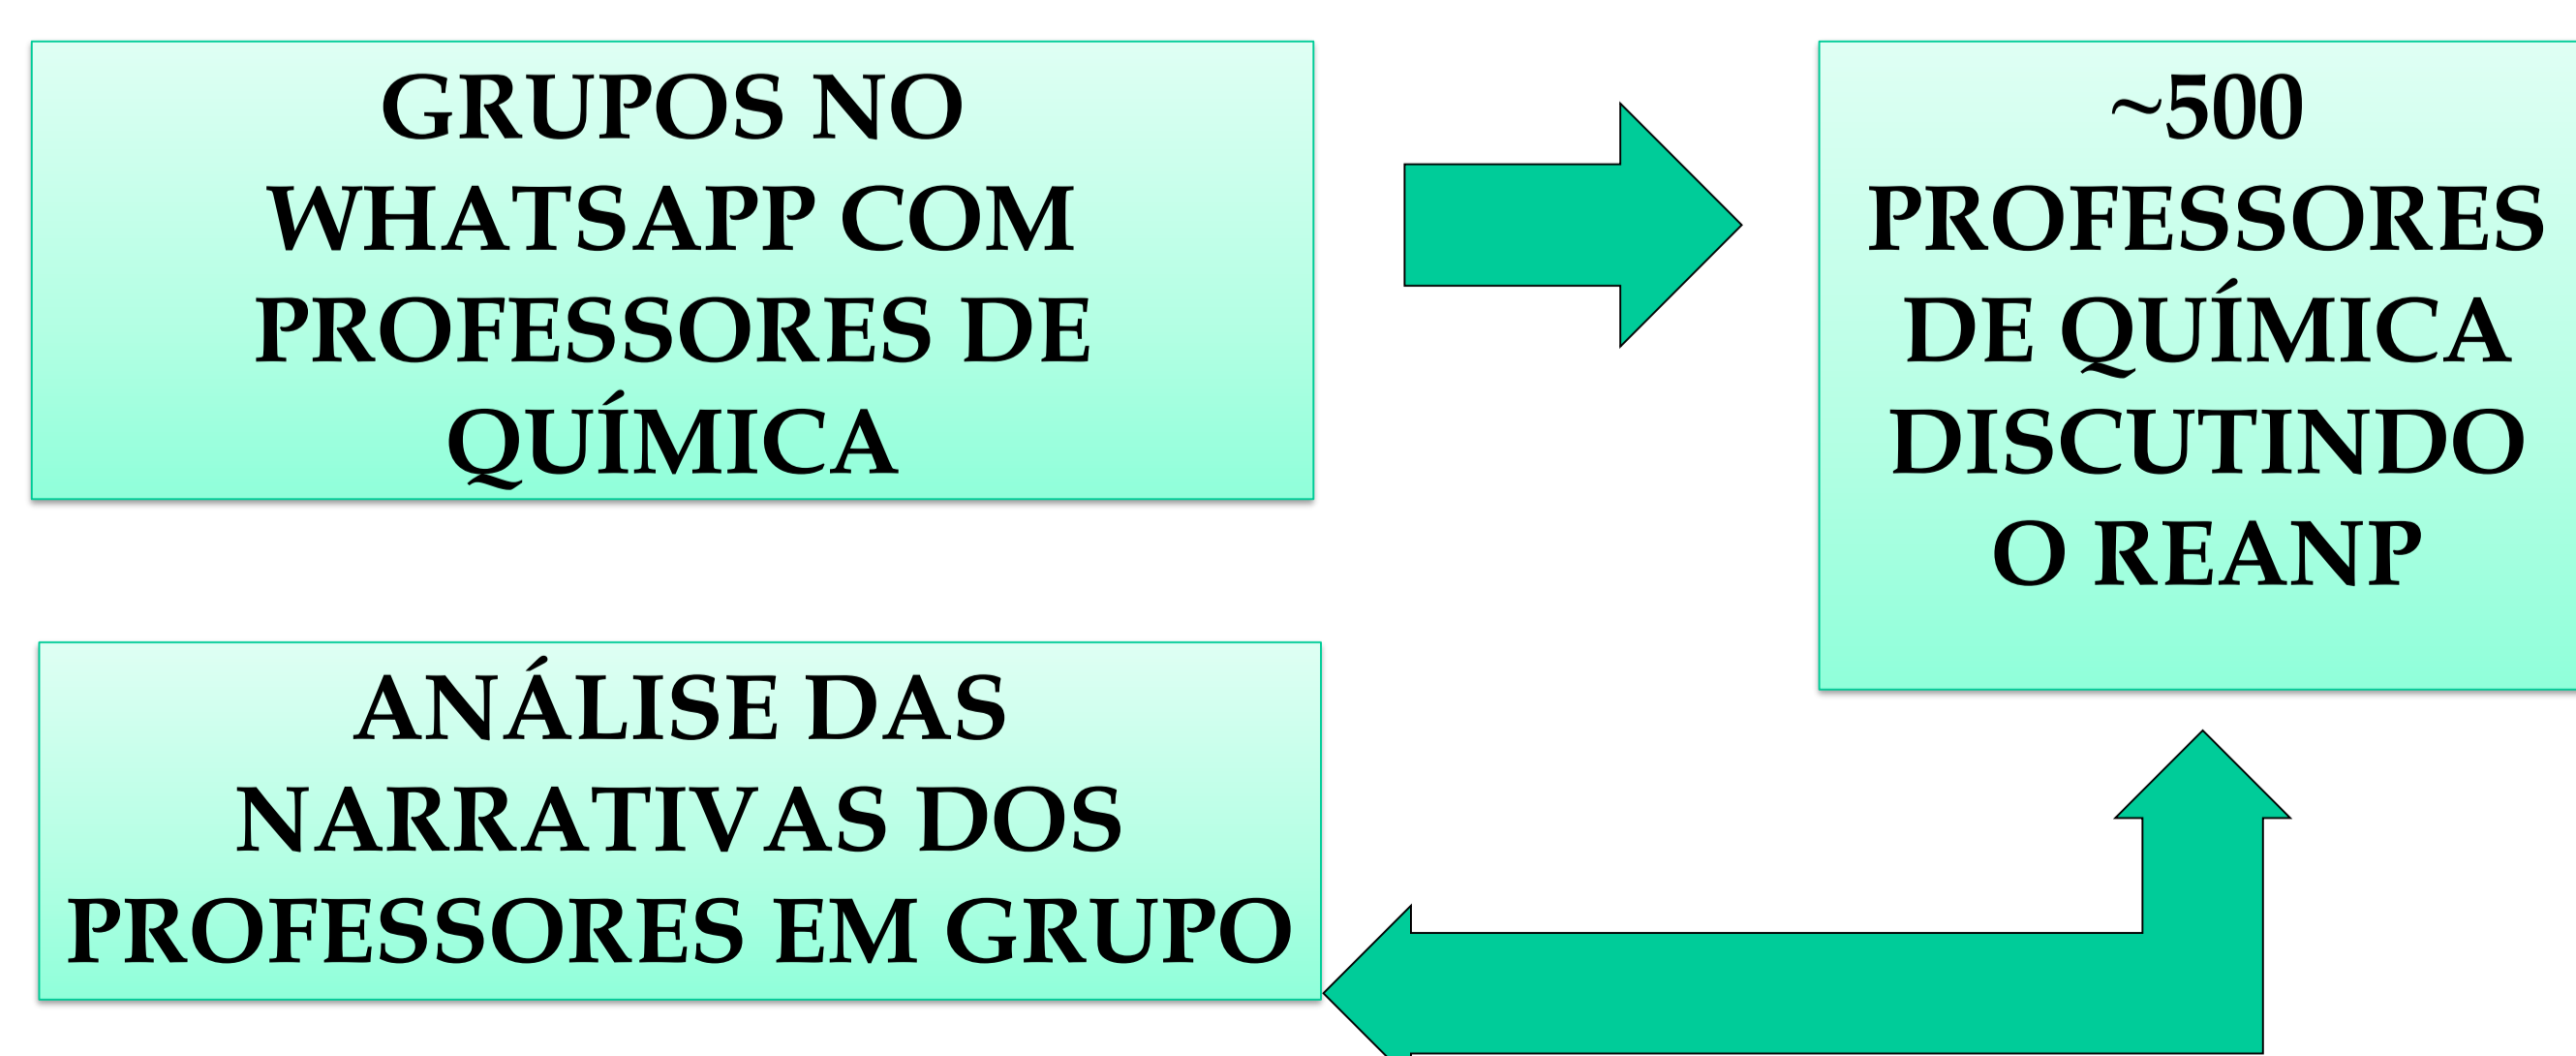 GRUPOS NO
WHATSAPP COM
PROFESSORES DE
QUÍMICA
~500
PROFESSORES
DE QUÍMICA
DISCUTINDO
O REANP
ANÁLISE DAS
NARRATIVAS DOS
PROFESSORES EM GRUPO